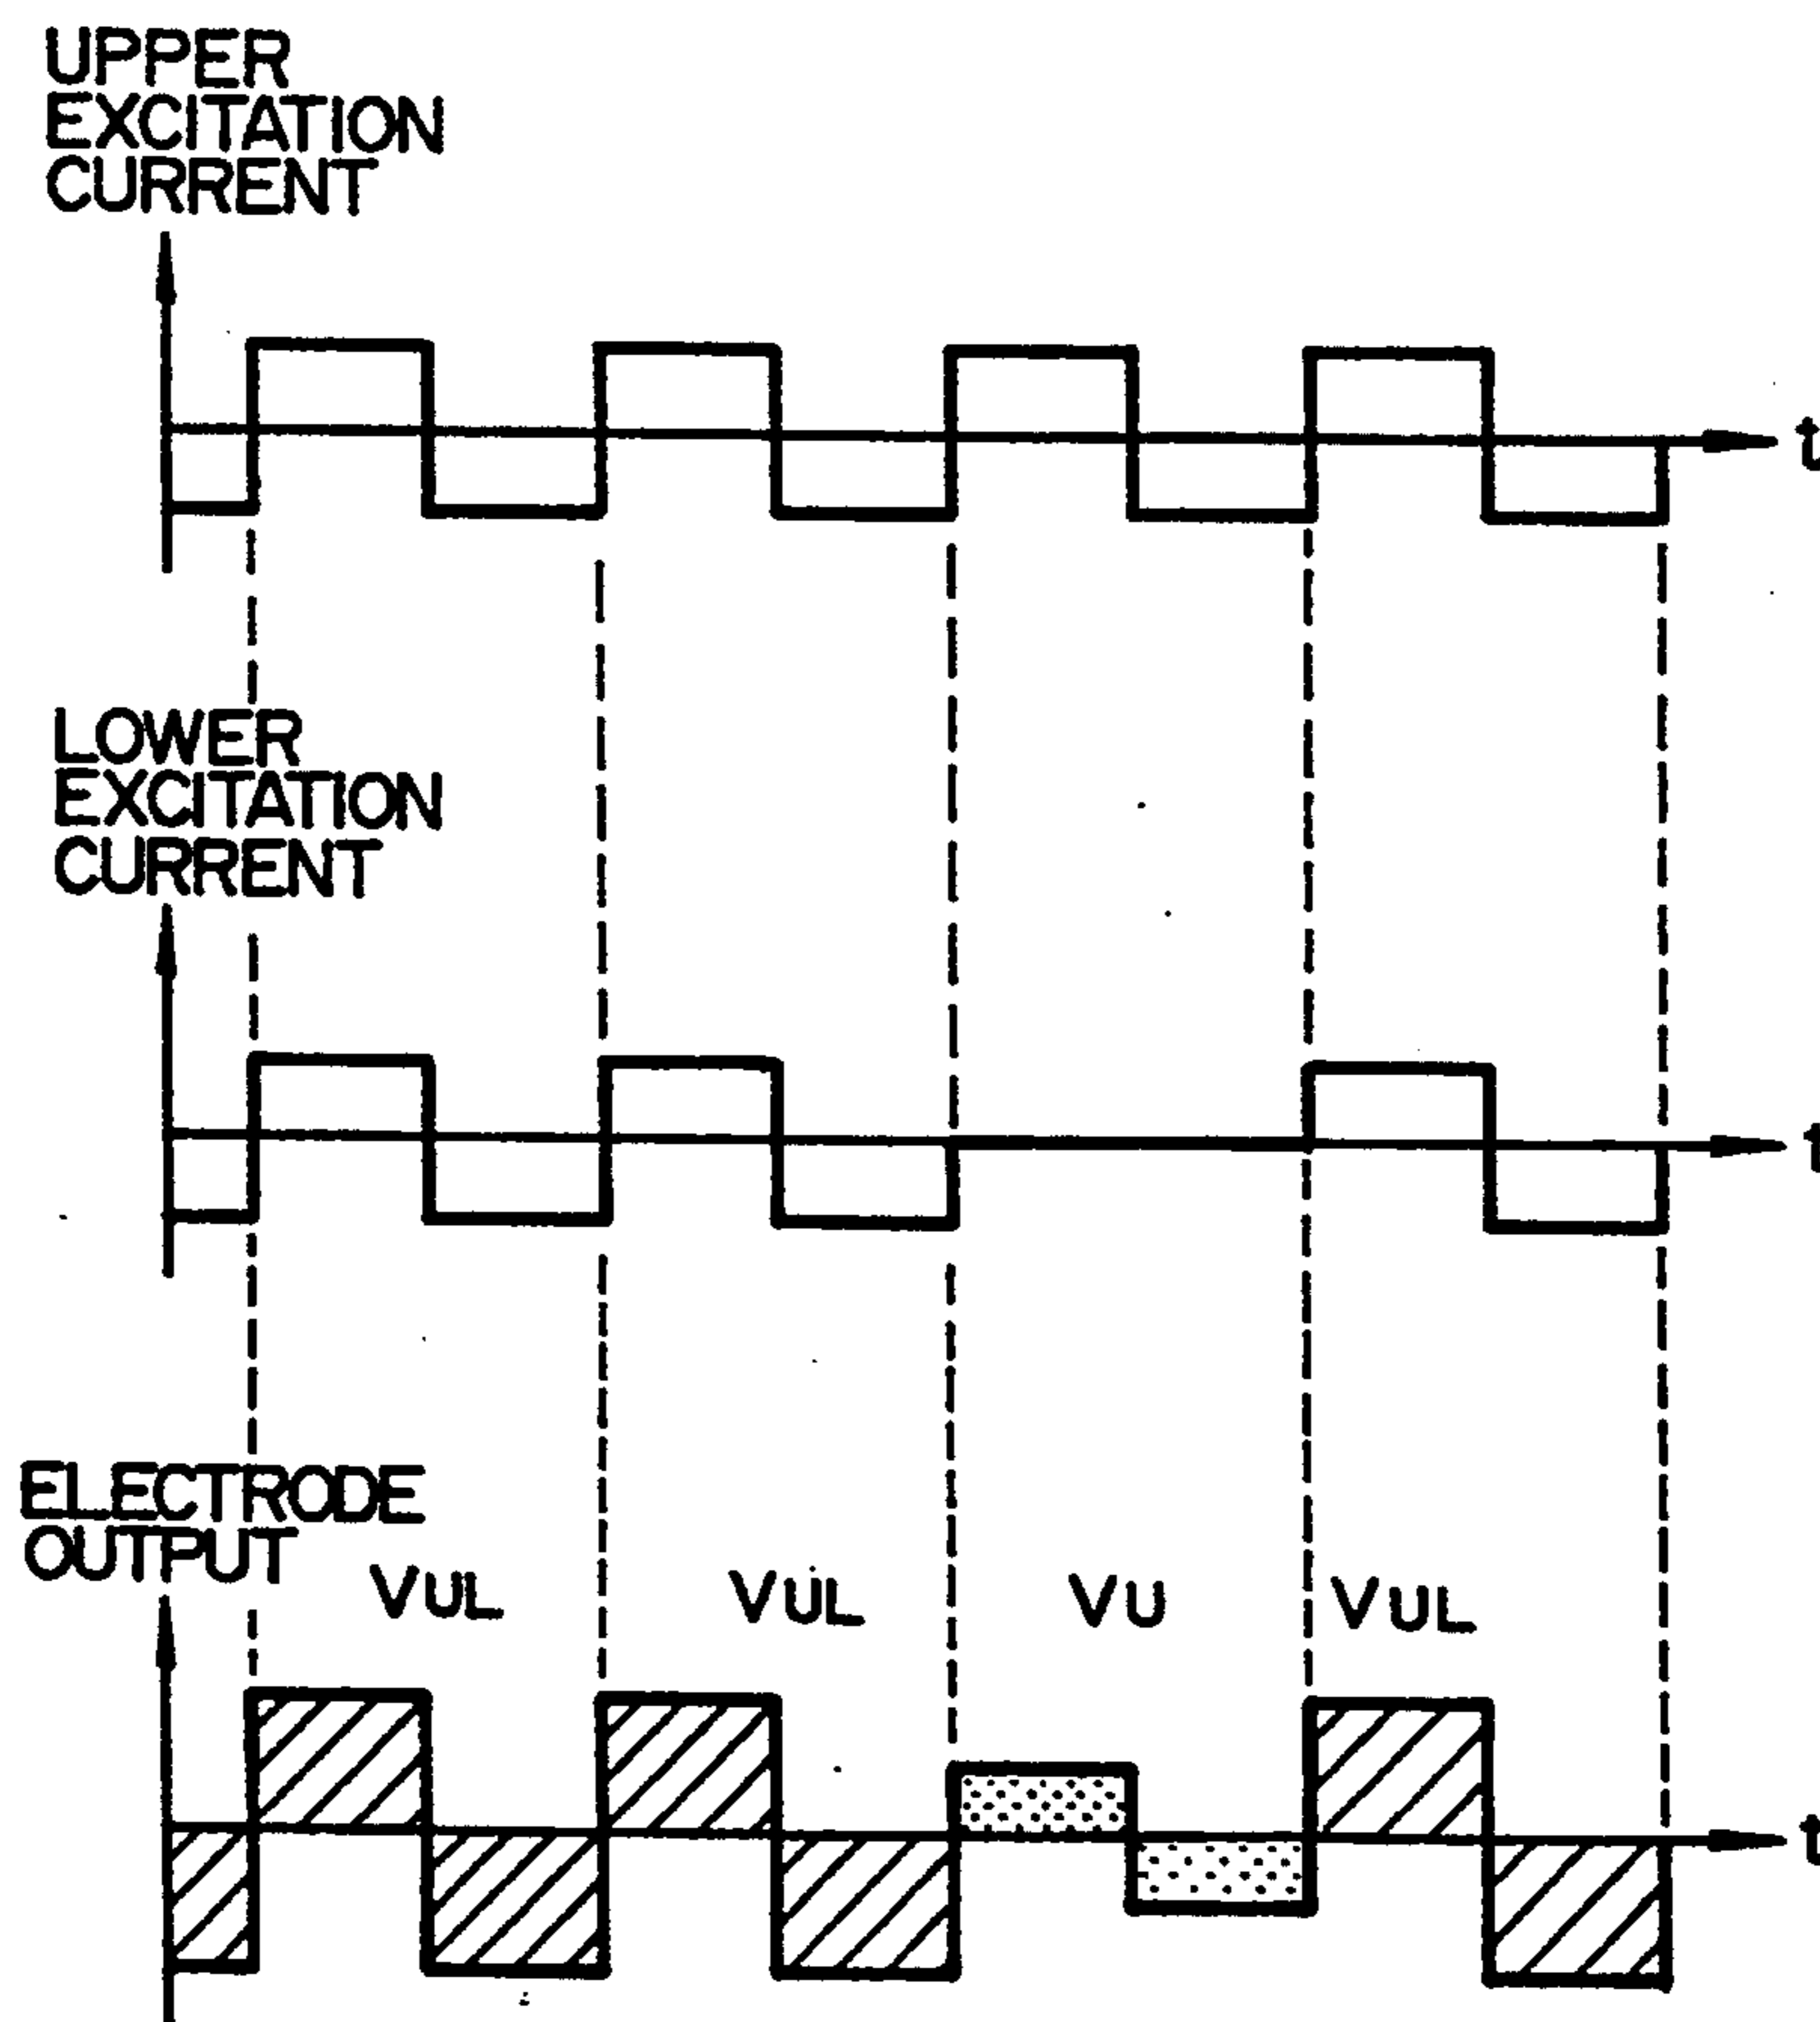 UPPER
EXCITATION
CURRENT
t
LOWER
EXCITATION
CURRENT
t
ELECTRODE
OUTPUT
VUL VUL VU VUL
t